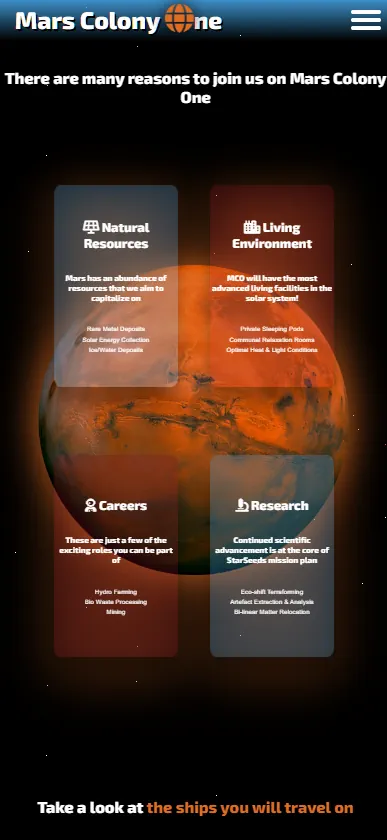 Mars Colony One
There are many reasons to join us on Mars Colony
One
Natural
Resources
Mars has an abundance of
resources that we aim to
capitalize on
Rare Metal Deposits
Solar Energy Collection
Ice/Water Deposits
Living
Environment
MCO will have the most
advanced living facilities in the
solar system!
Private Sleeping Pods
Communal Relaxation Rooms
Optimal Heat & Light Conditions
Careers
These are just a few of the
exciting roles you can be part
of
Hydro Farming
Bio Waste Processing
Mining
Research
Continued scientific
advancement is at the core of
StarSeeds mission plan
Eco-shift Terraforming
Artefact Extraction & Analysis
Bi-linear Matter Relocation
Take a look at the ships you will travel on